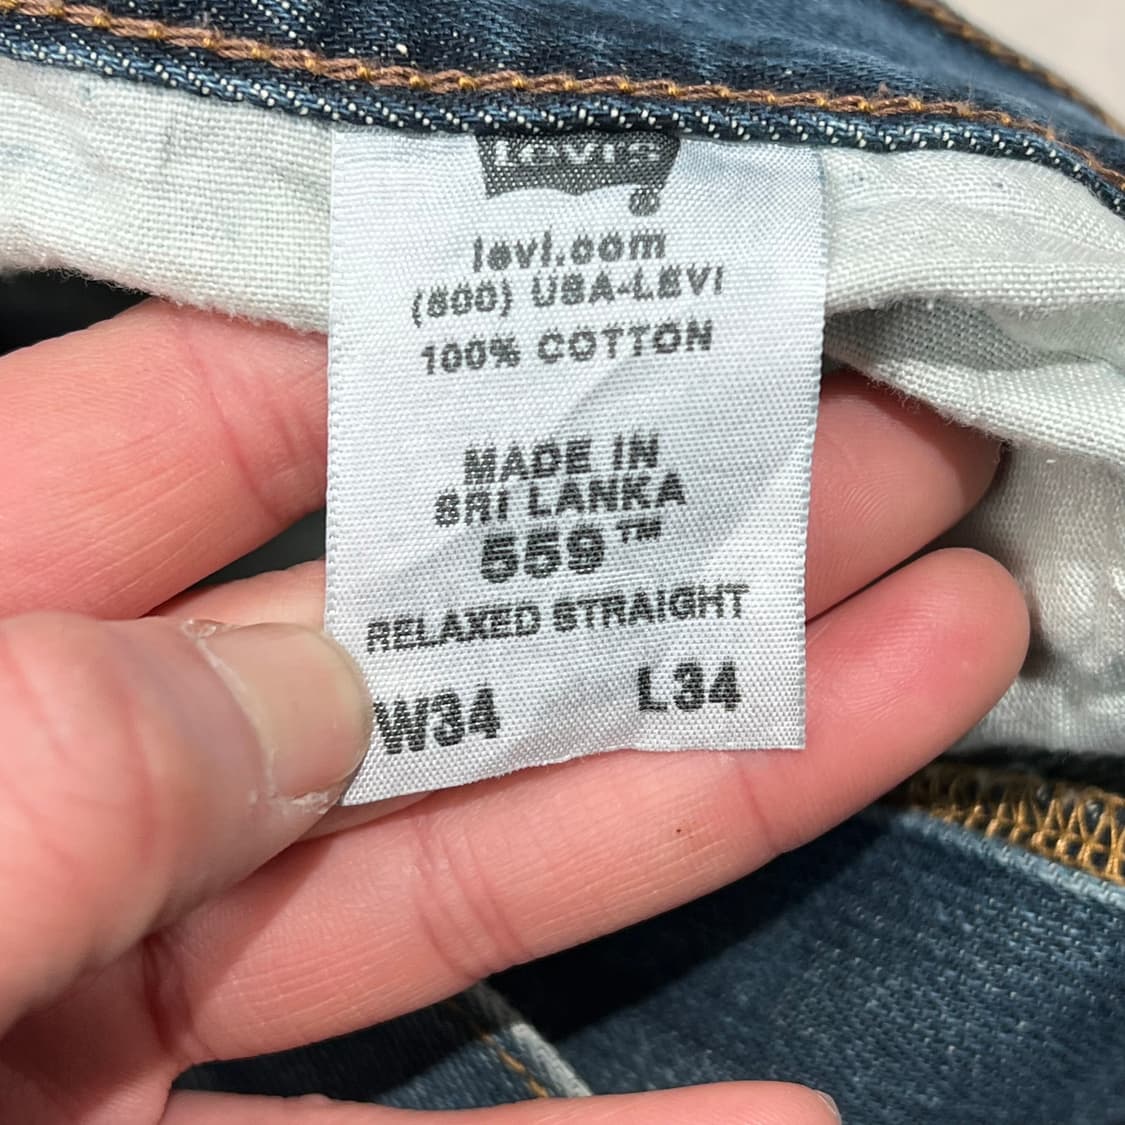 Levi's
®
levi.com
(800) USA-LEVI
100% COTTON
MADE IN
SRI LANKA
559™
RELAXED STRAIGHT
W34 L34